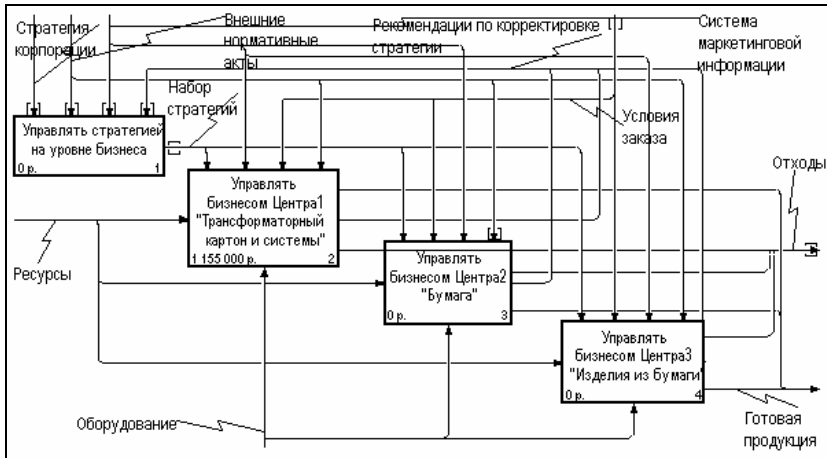 Стратегия
корпорации
Внешние
нормативные
акты
Рекомендации по корректировке
стратегии
Система
маркетинговой
информации
Набор
стратегий
Условия
заказа
Управлять стратегией
на уровне бизнеса
0 р.
1
Отходы
Управлять
бизнесом Центра1
"Трансформаторный
картон и системы"
1 155 000 р.
2
Ресурсы
Управлять
бизнесом Центра2
"Бумага"
0 р.
3
Управлять
бизнесом Центра3
"Изделия из бумаги"
0 р.
4
Оборудование
Готовая
продукция